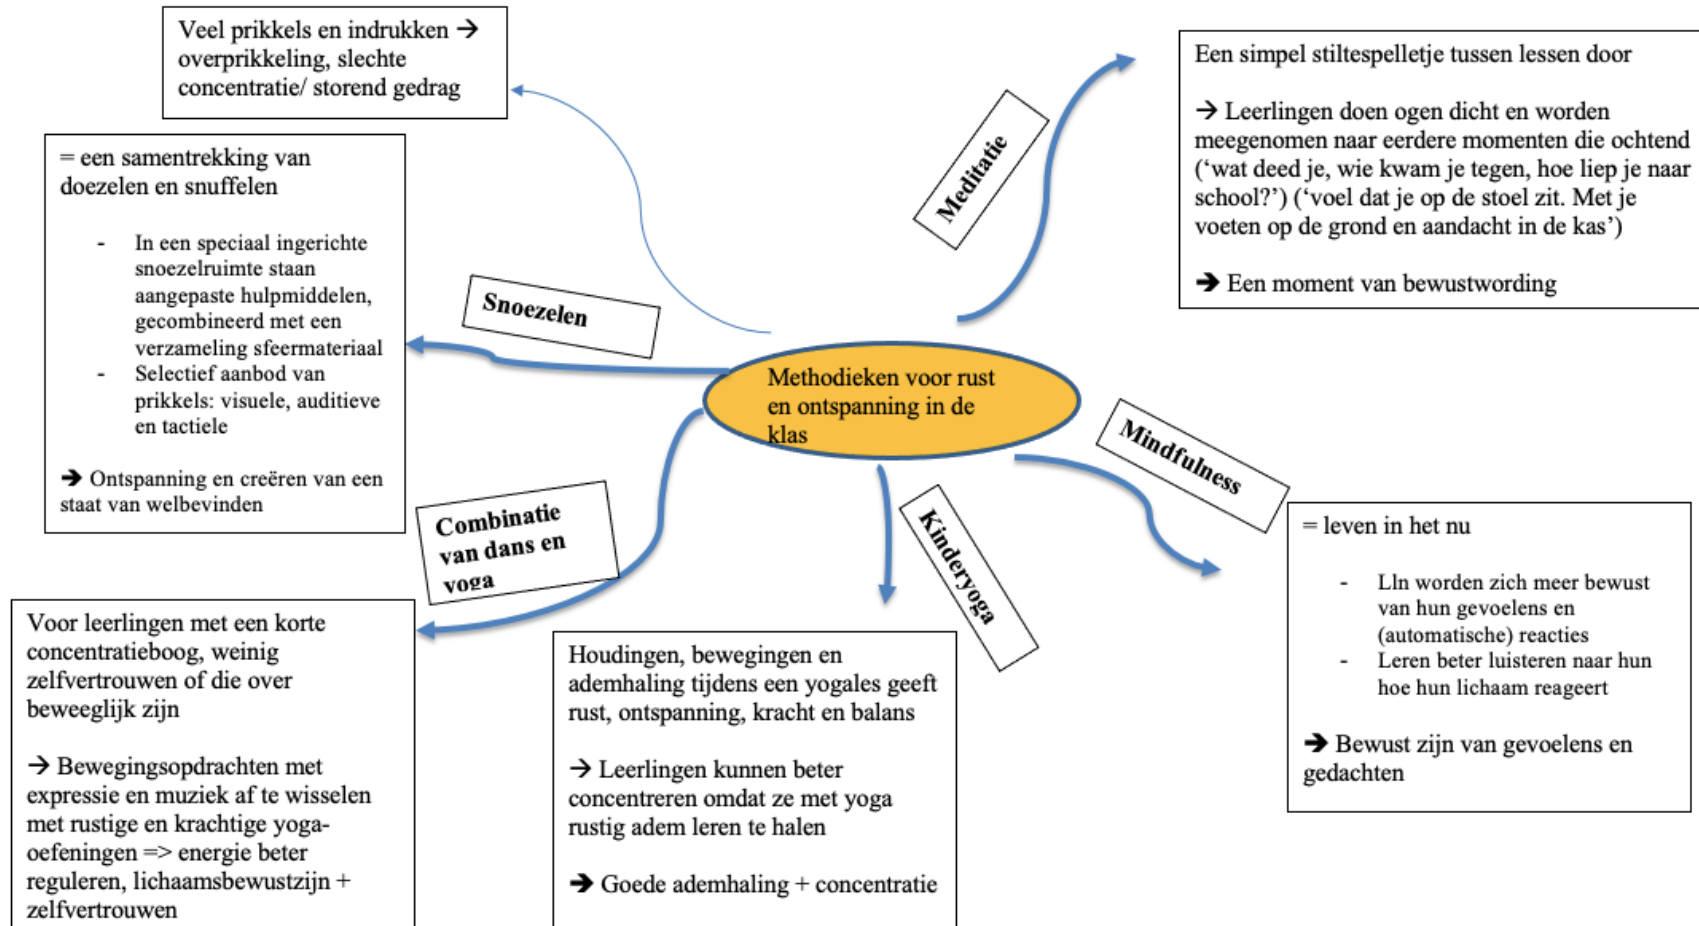 Veel prikkels en indrukken →
overprikkeling, slechte
concentratie/ storend gedrag
Een simpel stiltespelletje tussen lessen door
→ Leerlingen doen ogen dicht en worden
meegenomen naar eerdere momenten die ochtend
(‘wat deed je, wie kwam je tegen, hoe liep je naar
school?’) (‘voel dat je op de stoel zit. Met je
voeten op de grond en aandacht in de kas’)
➔ Een moment van bewustwording
Meditatie
= een samentrekking van
doezelen en snuffelen
- In een speciaal ingerichte
snoezelruimte staan
aangepaste hulpmiddelen,
gecombineerd met een
verzameling sfeermateriaal
- Selectief aanbod van
prikkels: visuele, auditieve
en tactiele
➔ Ontspanning en creëren van een
staat van welbevinden
Snoezelen
Methodieken voor rust
en ontspanning in de
klas
Mindfulness
= leven in het nu
- Lln worden zich meer bewust
van hun gevoelens en
(automatische) reacties
- Leren beter luisteren naar hun
hoe hun lichaam reageert
➔ Bewust zijn van gevoelens en
gedachten
Combinatie
van dans en
yoga
Voor leerlingen met een korte
concentratieboog, weinig
zelfvertrouwen of die over
beweeglijk zijn
→ Bewegingsopdrachten met
expressie en muziek af te wisselen
met rustige en krachtige yoga-
oefeningen => energie beter
reguleren, lichaamsbewustzijn +
zelfvertrouwen
Kinderyoga
Houdingen, bewegingen en
ademhaling tijdens een yogales geeft
rust, ontspanning, kracht en balans
→ Leerlingen kunnen beter
concentreren omdat ze met yoga
rustig adem leren te halen
➔ Goede ademhaling + concentratie